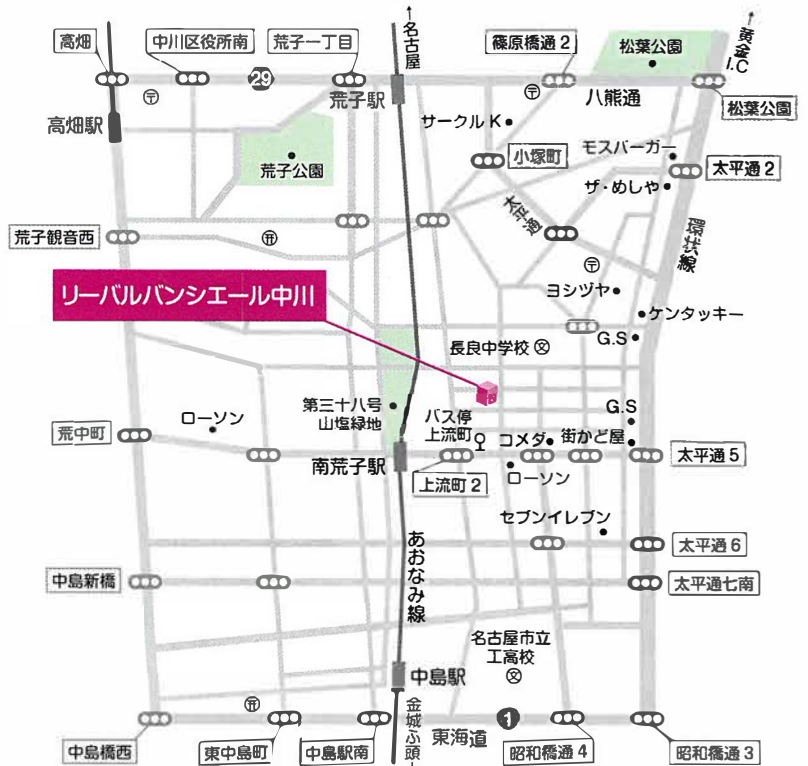 ↑名古屋
↑黄金I.C
高畑
中川区役所南
荒子一丁目
篠原橋通2
松葉公園
29
荒子駅
八熊通
松葉公園
高畑駅
サークルK
小塚町
モスバーガー
太平通2
ザ・めしや
荒子公園
太平通
環状線
荒子観音西
リーバルバンシエール中川
ヨシヅヤ
ケンタッキー
G.S
長良中学校
第三十八号
山塩緑地
ローソン
バス停
上流町
G.S
コメダ
街かど屋
荒中町
南荒子駅
上流町2
ローソン
太平通5
セブンイレブン
あおなみ線
太平通6
中島新橋
太平通七南
名古屋市立
工高校
中島駅
金城ふ頭↓
1
東海道
中島橋西
東中島町
中島駅南
昭和橋通4
昭和橋通3